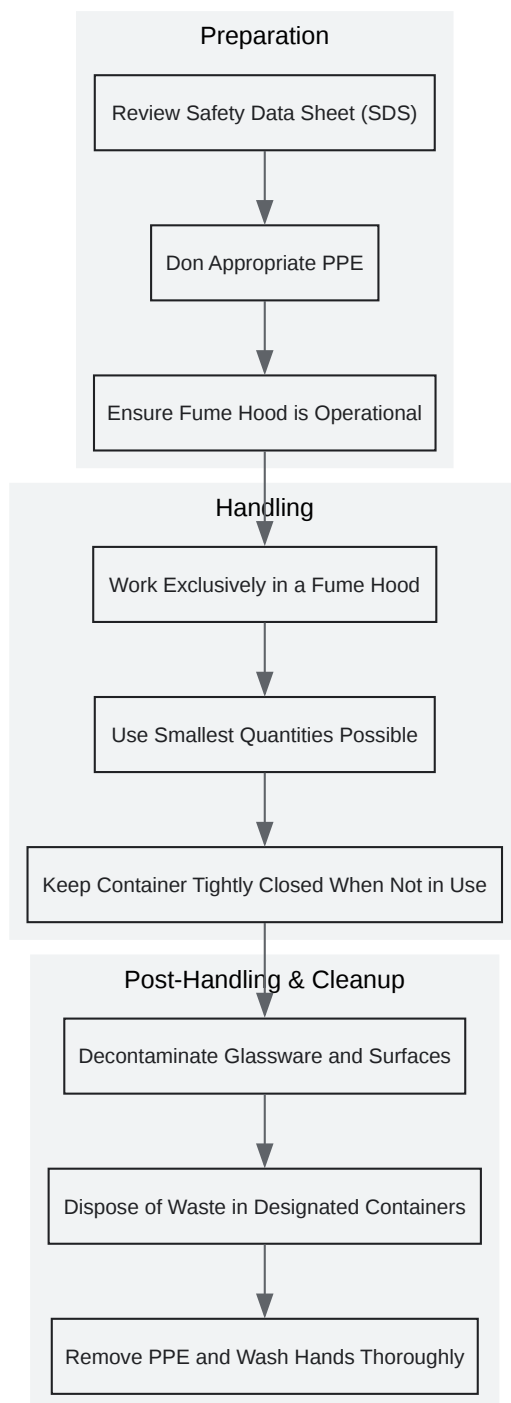 Preparation
Review Safety Data Sheet (SDS)
Don Appropriate PPE
Ensure Fume Hood is Operational
Handling
Work Exclusively in a Fume Hood
Use Smallest Quantities Possible
Keep Container Tightly Closed When Not in Use
Post-Handling & Cleanup
Decontaminate Glassware and Surfaces
Dispose of Waste in Designated Containers
Remove PPE and Wash Hands Thoroughly